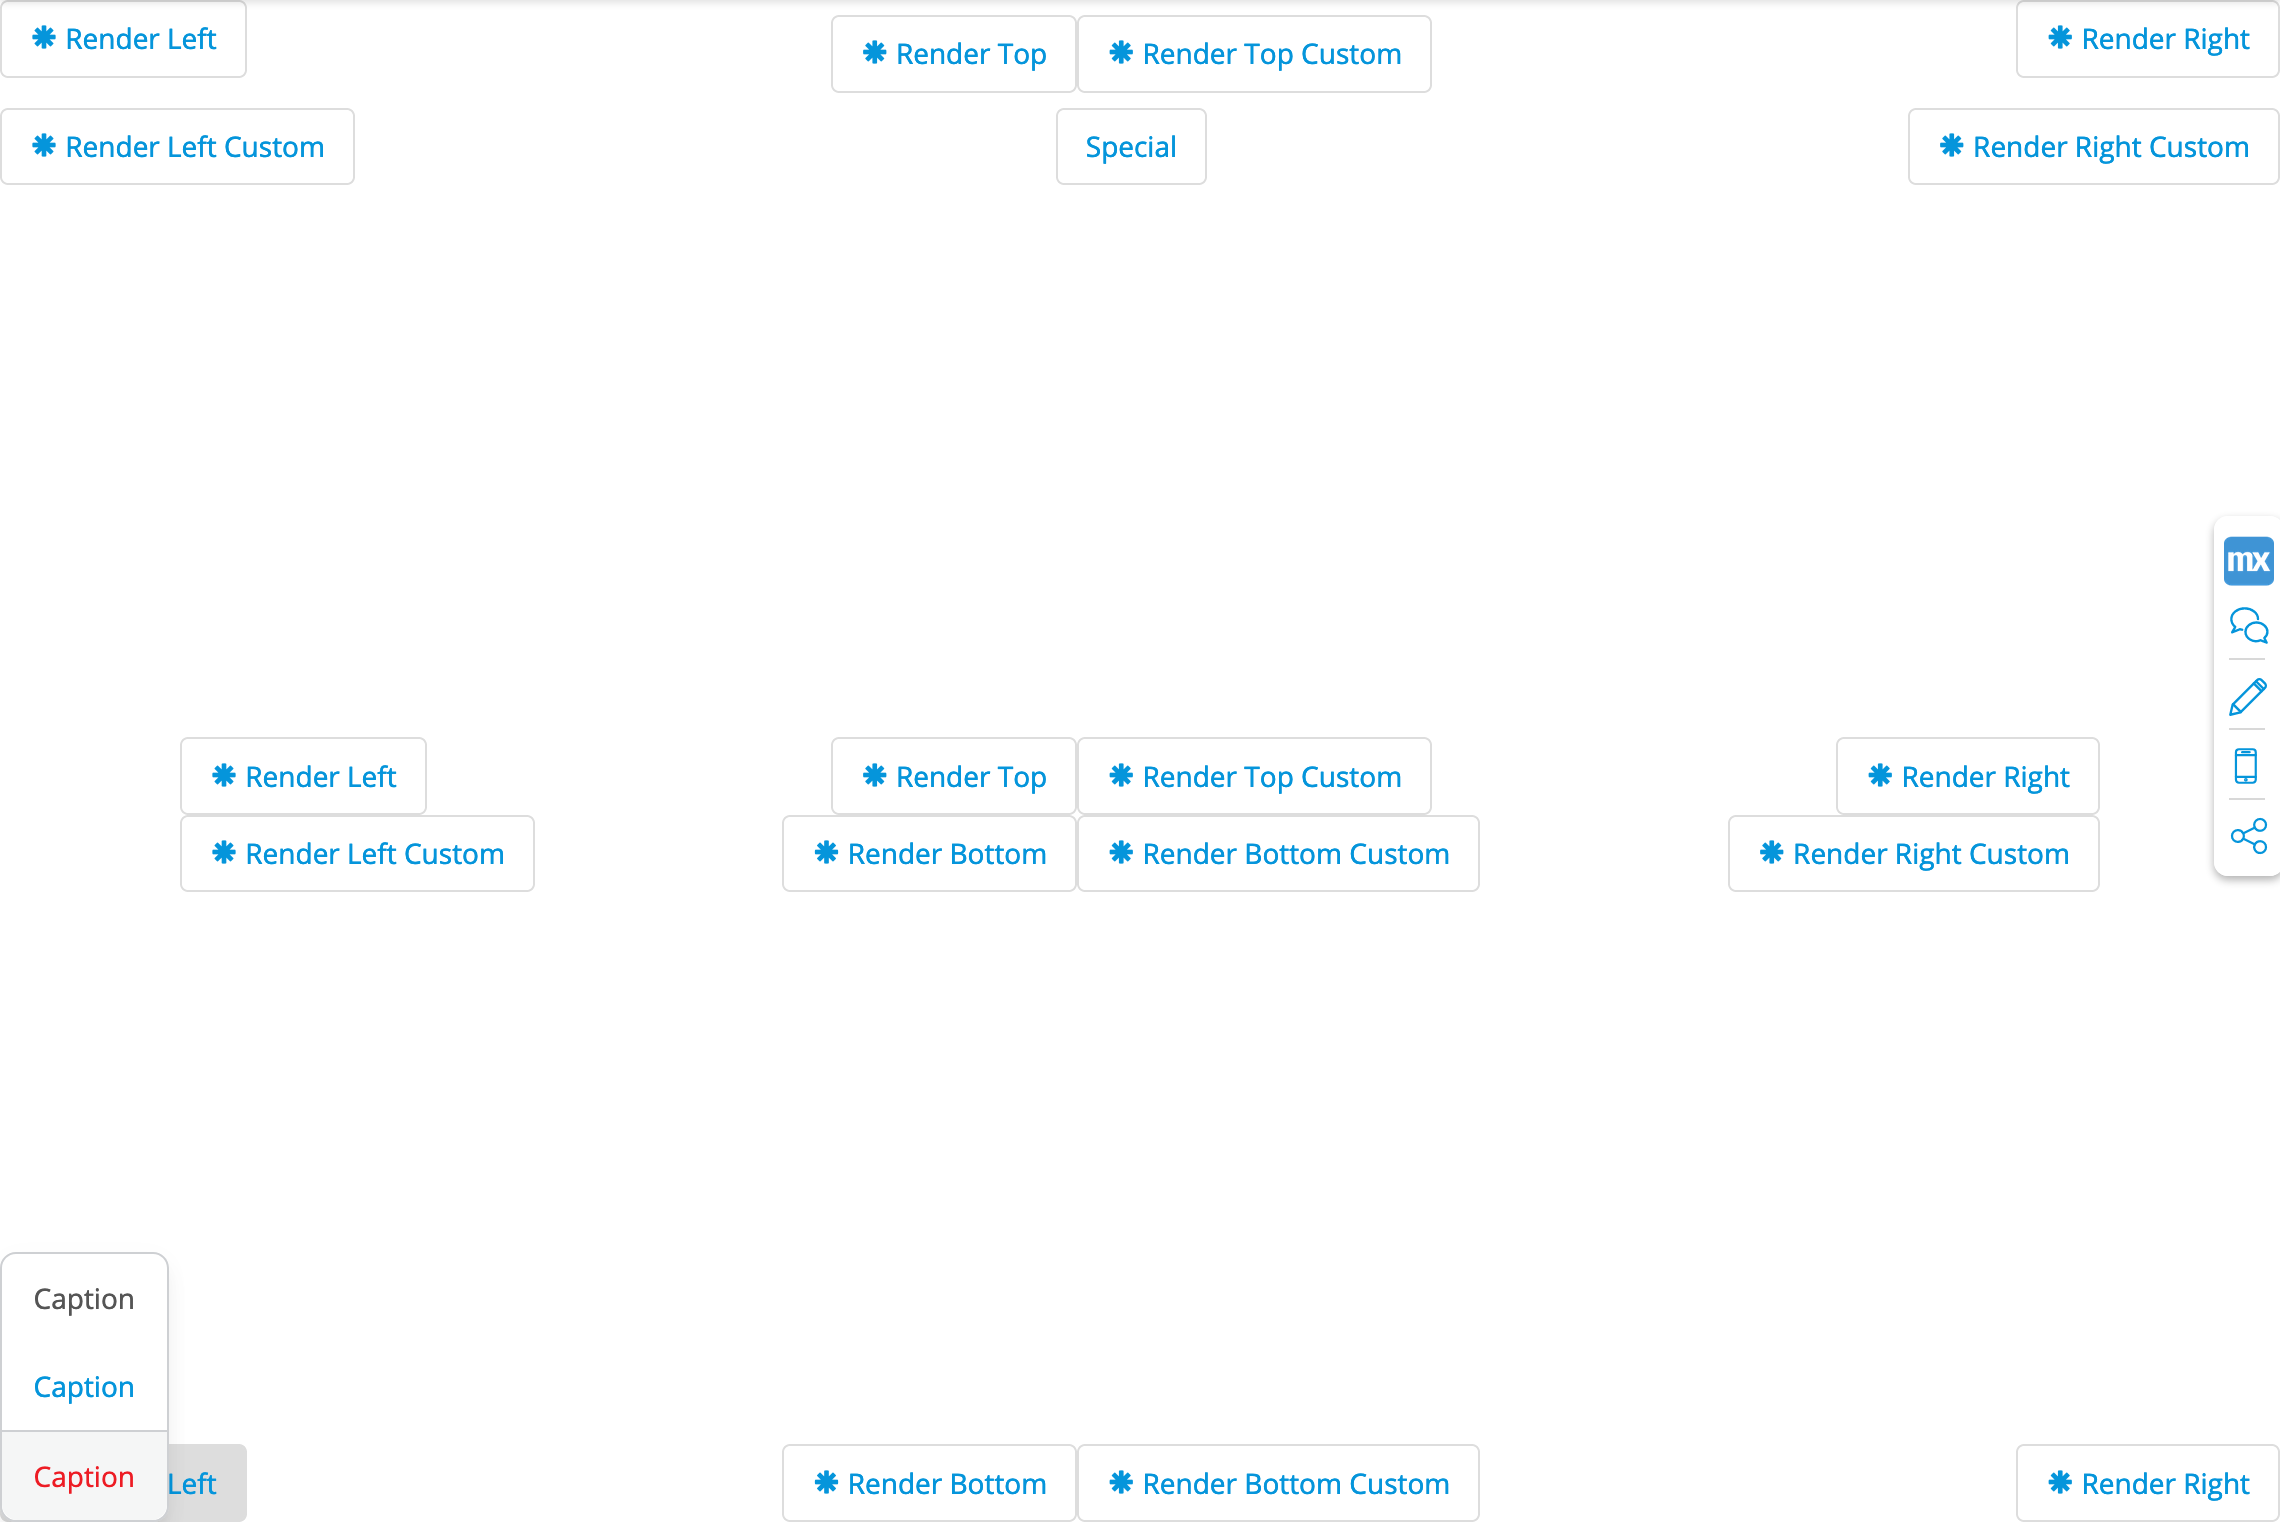 Render Left
Render Top
Render Top Custom
Render Right
Render Left Custom
Special
Render Right Custom
mx
Render Left
Render Top
Render Top Custom
Render Right
Render Left Custom
Render Bottom
Render Bottom Custom
Render Right Custom
Caption
Caption
Caption
Left
Render Bottom
Render Bottom Custom
Render Right